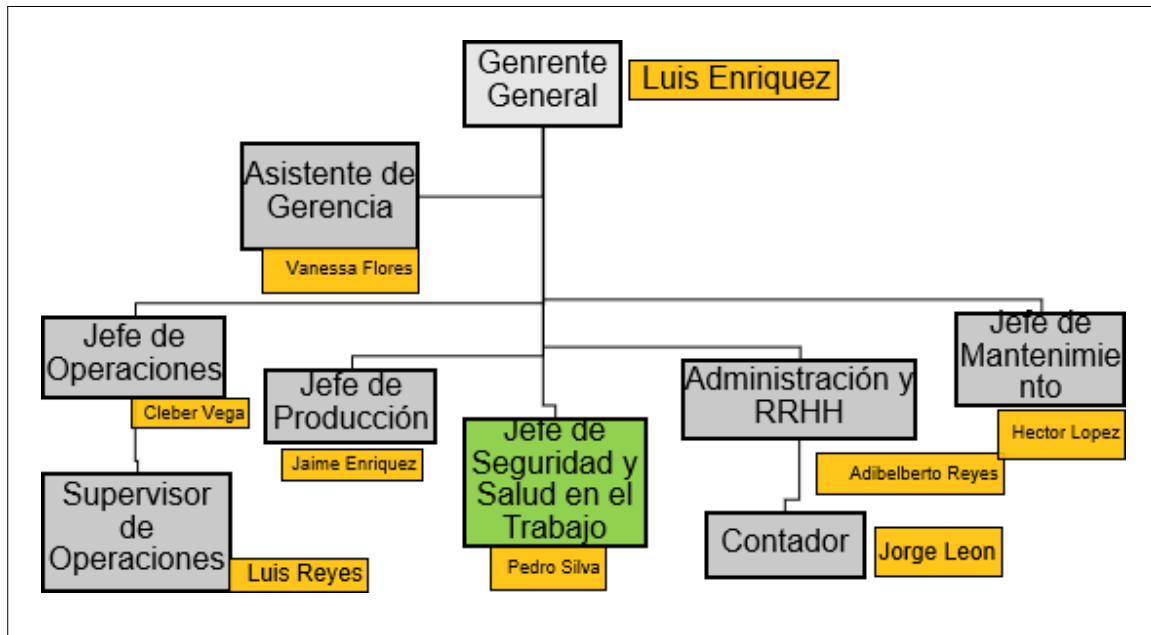 Genrente
General
Luis Enriquez
Asistente de
Gerencia
Vanessa Flores
Jefe de
Operaciones
Cleber Vega
Jefe de
Producción
Jaime Enriquez
Jefe de
Seguridad y
Salud en el
Trabajo
Pedro Silva
Administración y
RRHH
Adibelberto Reyes
Jefe de
Mantenimie
nto
Hector Lopez
Supervisor
de
Operaciones
Luis Reyes
Contador
Jorge Leon